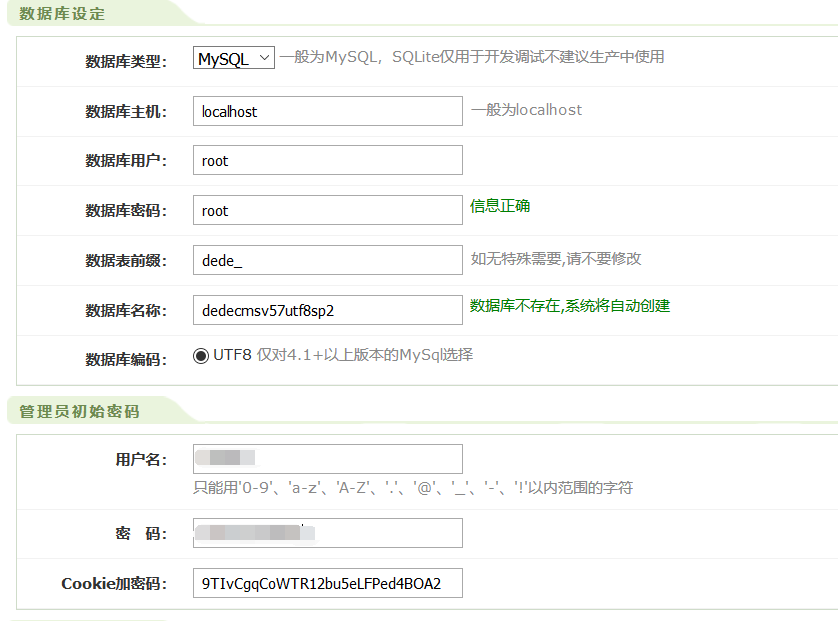 数据库设定
数据库类型： MySQL 一般为MySQL，SQLite仅用于开发调试不建议生产中使用
数据库主机： localhost 一般为localhost
数据库用户： root
数据库密码： root 信息正确
数据表前缀： dede_ 如无特殊需要,请不要修改
数据库名称： dedecmsv57utf8sp2 数据库不存在,系统将自动创建
数据库编码： UTF8 仅对4.1+以上版本的MySql选择
管理员初始密码
用户名：
只能用'0-9'、'a-z'、'A-Z'、'.'、'@'、'_'、'-'、'!'以内范围的字符
密 码：
Cookie加密码： 9TIvCgqCoWTR12bu5eLFPed4BOA2